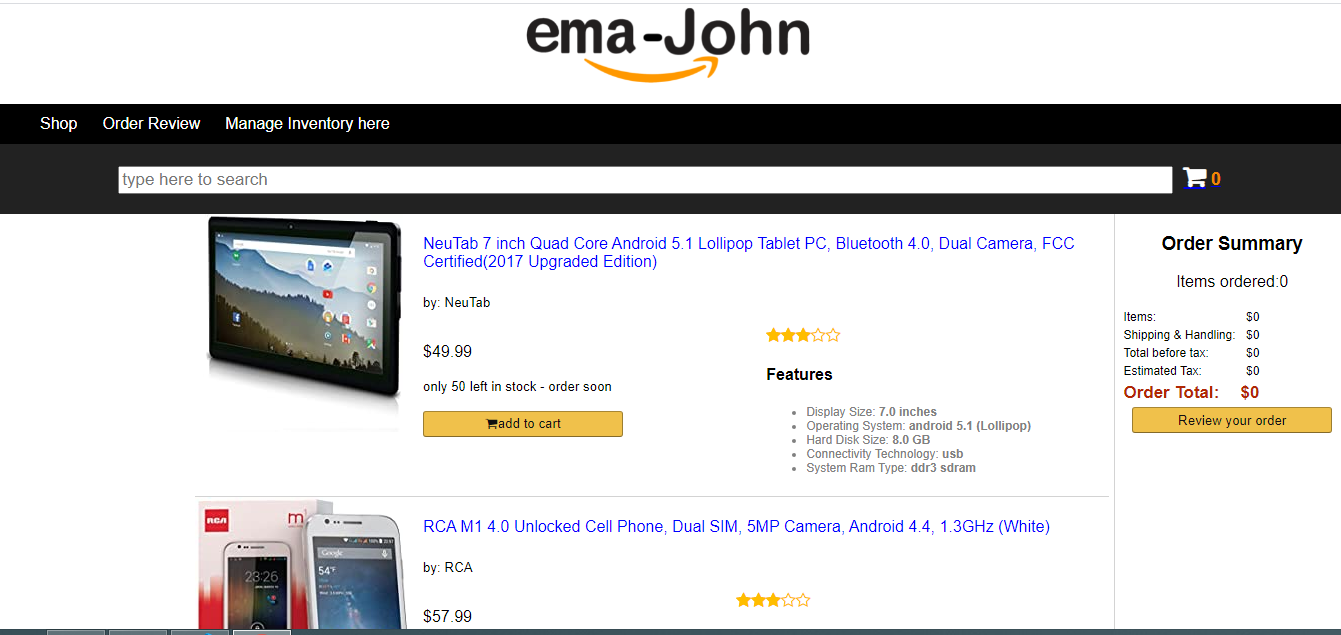 ema-John
Shop Order Review Manage Inventory here
type here to search
0
NeuTab 7 inch Quad Core Android 5.1 Lollipop Tablet PC, Bluetooth 4.0, Dual Camera, FCC
Certified(2017 Upgraded Edition)
by: NeuTab
$49.99
only 50 left in stock - order soon
add to cart
Features
Display Size: 7.0 inches
Operating System: android 5.1 (Lollipop)
Hard Disk Size: 8.0 GB
Connectivity Technology: usb
System Ram Type: ddr3 sdram
Order Summary
Items ordered:0
Items: $0
Shipping & Handling: $0
Total before tax: $0
Estimated Tax: $0
Order Total: $0
Review your order
RCA
m1
23:26
Google
54°F
RCA M1 4.0 Unlocked Cell Phone, Dual SIM, 5MP Camera, Android 4.4, 1.3GHz (White)
by: RCA
$57.99